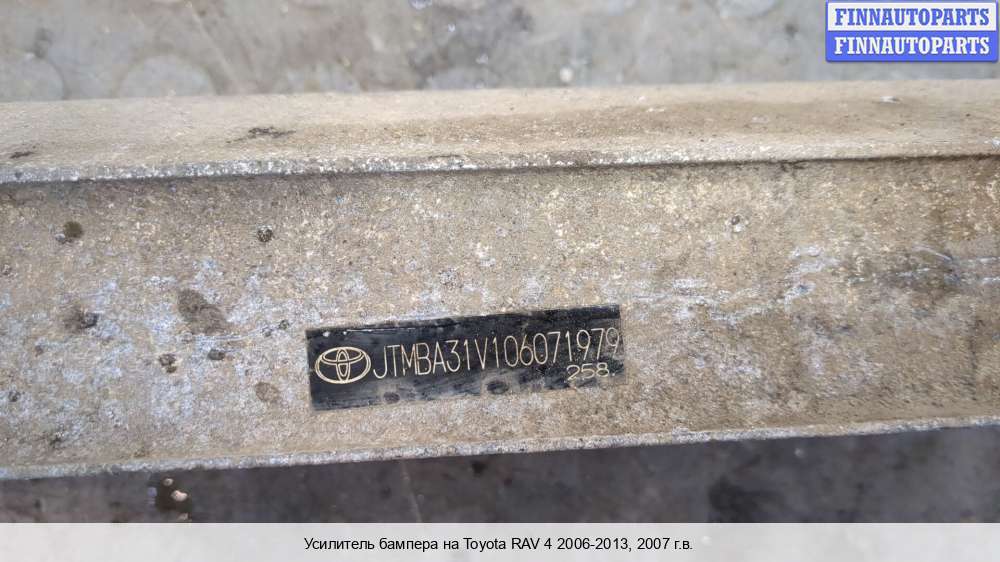 FINNAUTOPARTS
FINNAUTOPARTS
JTMBA31V106071979
258
Усилитель бампера на Toyota RAV 4 2006-2013, 2007 г.в.